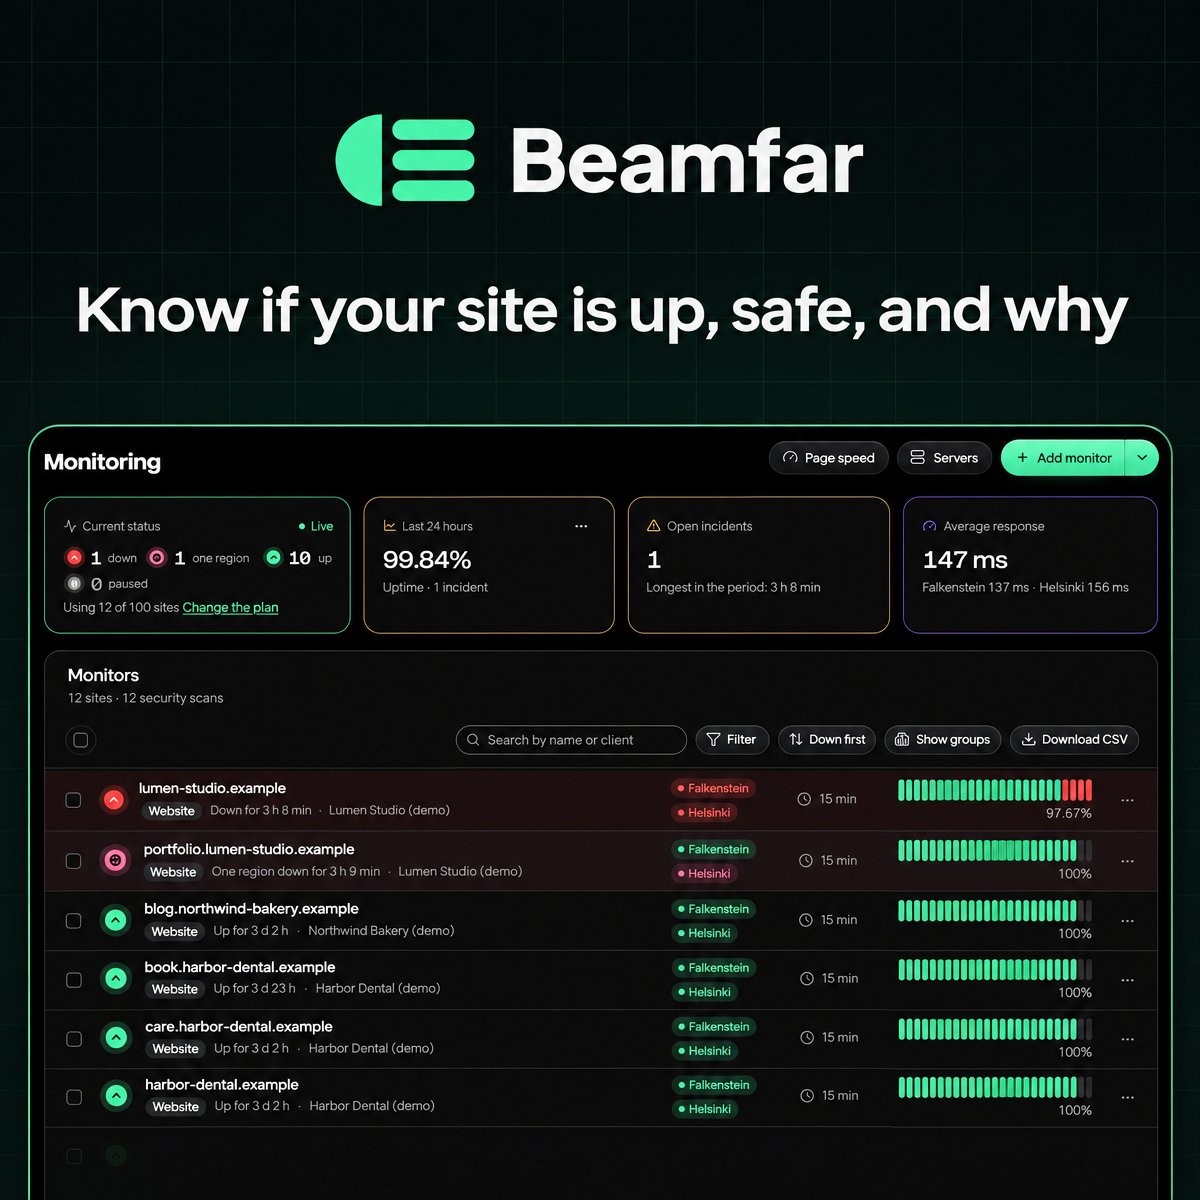 Beamfar
Know if your site is up, safe, and why
Monitoring
Page speed
Servers
+ Add monitor
Current status
Live
1 down 1 one region 10 up
0 paused
Using 12 of 100 sites Change the plan
Last 24 hours
...
99.84%
Uptime · 1 incident
Open incidents
1
Longest in the period: 3 h 8 min
Average response
147 ms
Falkenstein 137 ms · Helsinki 156 ms
Monitors
12 sites · 12 security scans
Search by name or client
Filter
Down first
Show groups
Download CSV
lumen-studio.example
Website Down for 3 h 8 min · Lumen Studio (demo)
Falkenstein
Helsinki
15 min
97.67%
...
portfolio.lumen-studio.example
Website One region down for 3 h 9 min · Lumen Studio (demo)
Falkenstein
Helsinki
15 min
100%
...
blog.northwind-bakery.example
Website Up for 3 d 2 h · Northwind Bakery (demo)
Falkenstein
Helsinki
15 min
100%
...
book.harbor-dental.example
Website Up for 3 d 23 h · Harbor Dental (demo)
Falkenstein
Helsinki
15 min
100%
...
care.harbor-dental.example
Website Up for 3 d 2 h · Harbor Dental (demo)
Falkenstein
Helsinki
15 min
100%
...
harbor-dental.example
Website Up for 3 d 2 h · Harbor Dental (demo)
Falkenstein
Helsinki
15 min
100%
...